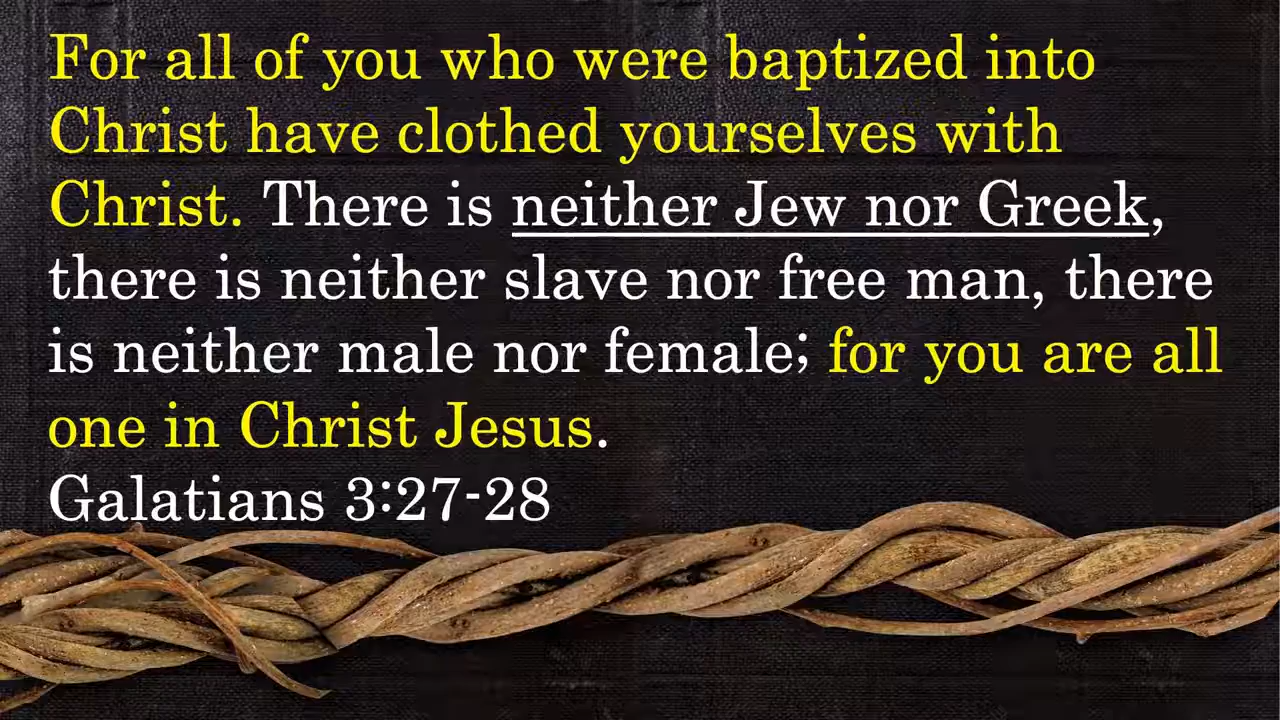 For all of you who were baptized into
Christ have clothed yourselves with
Christ. There is neither Jew nor Greek,
there is neither slave nor free man, there
is neither male nor female; for you are all
one in Christ Jesus.
Galatians 3:27-28